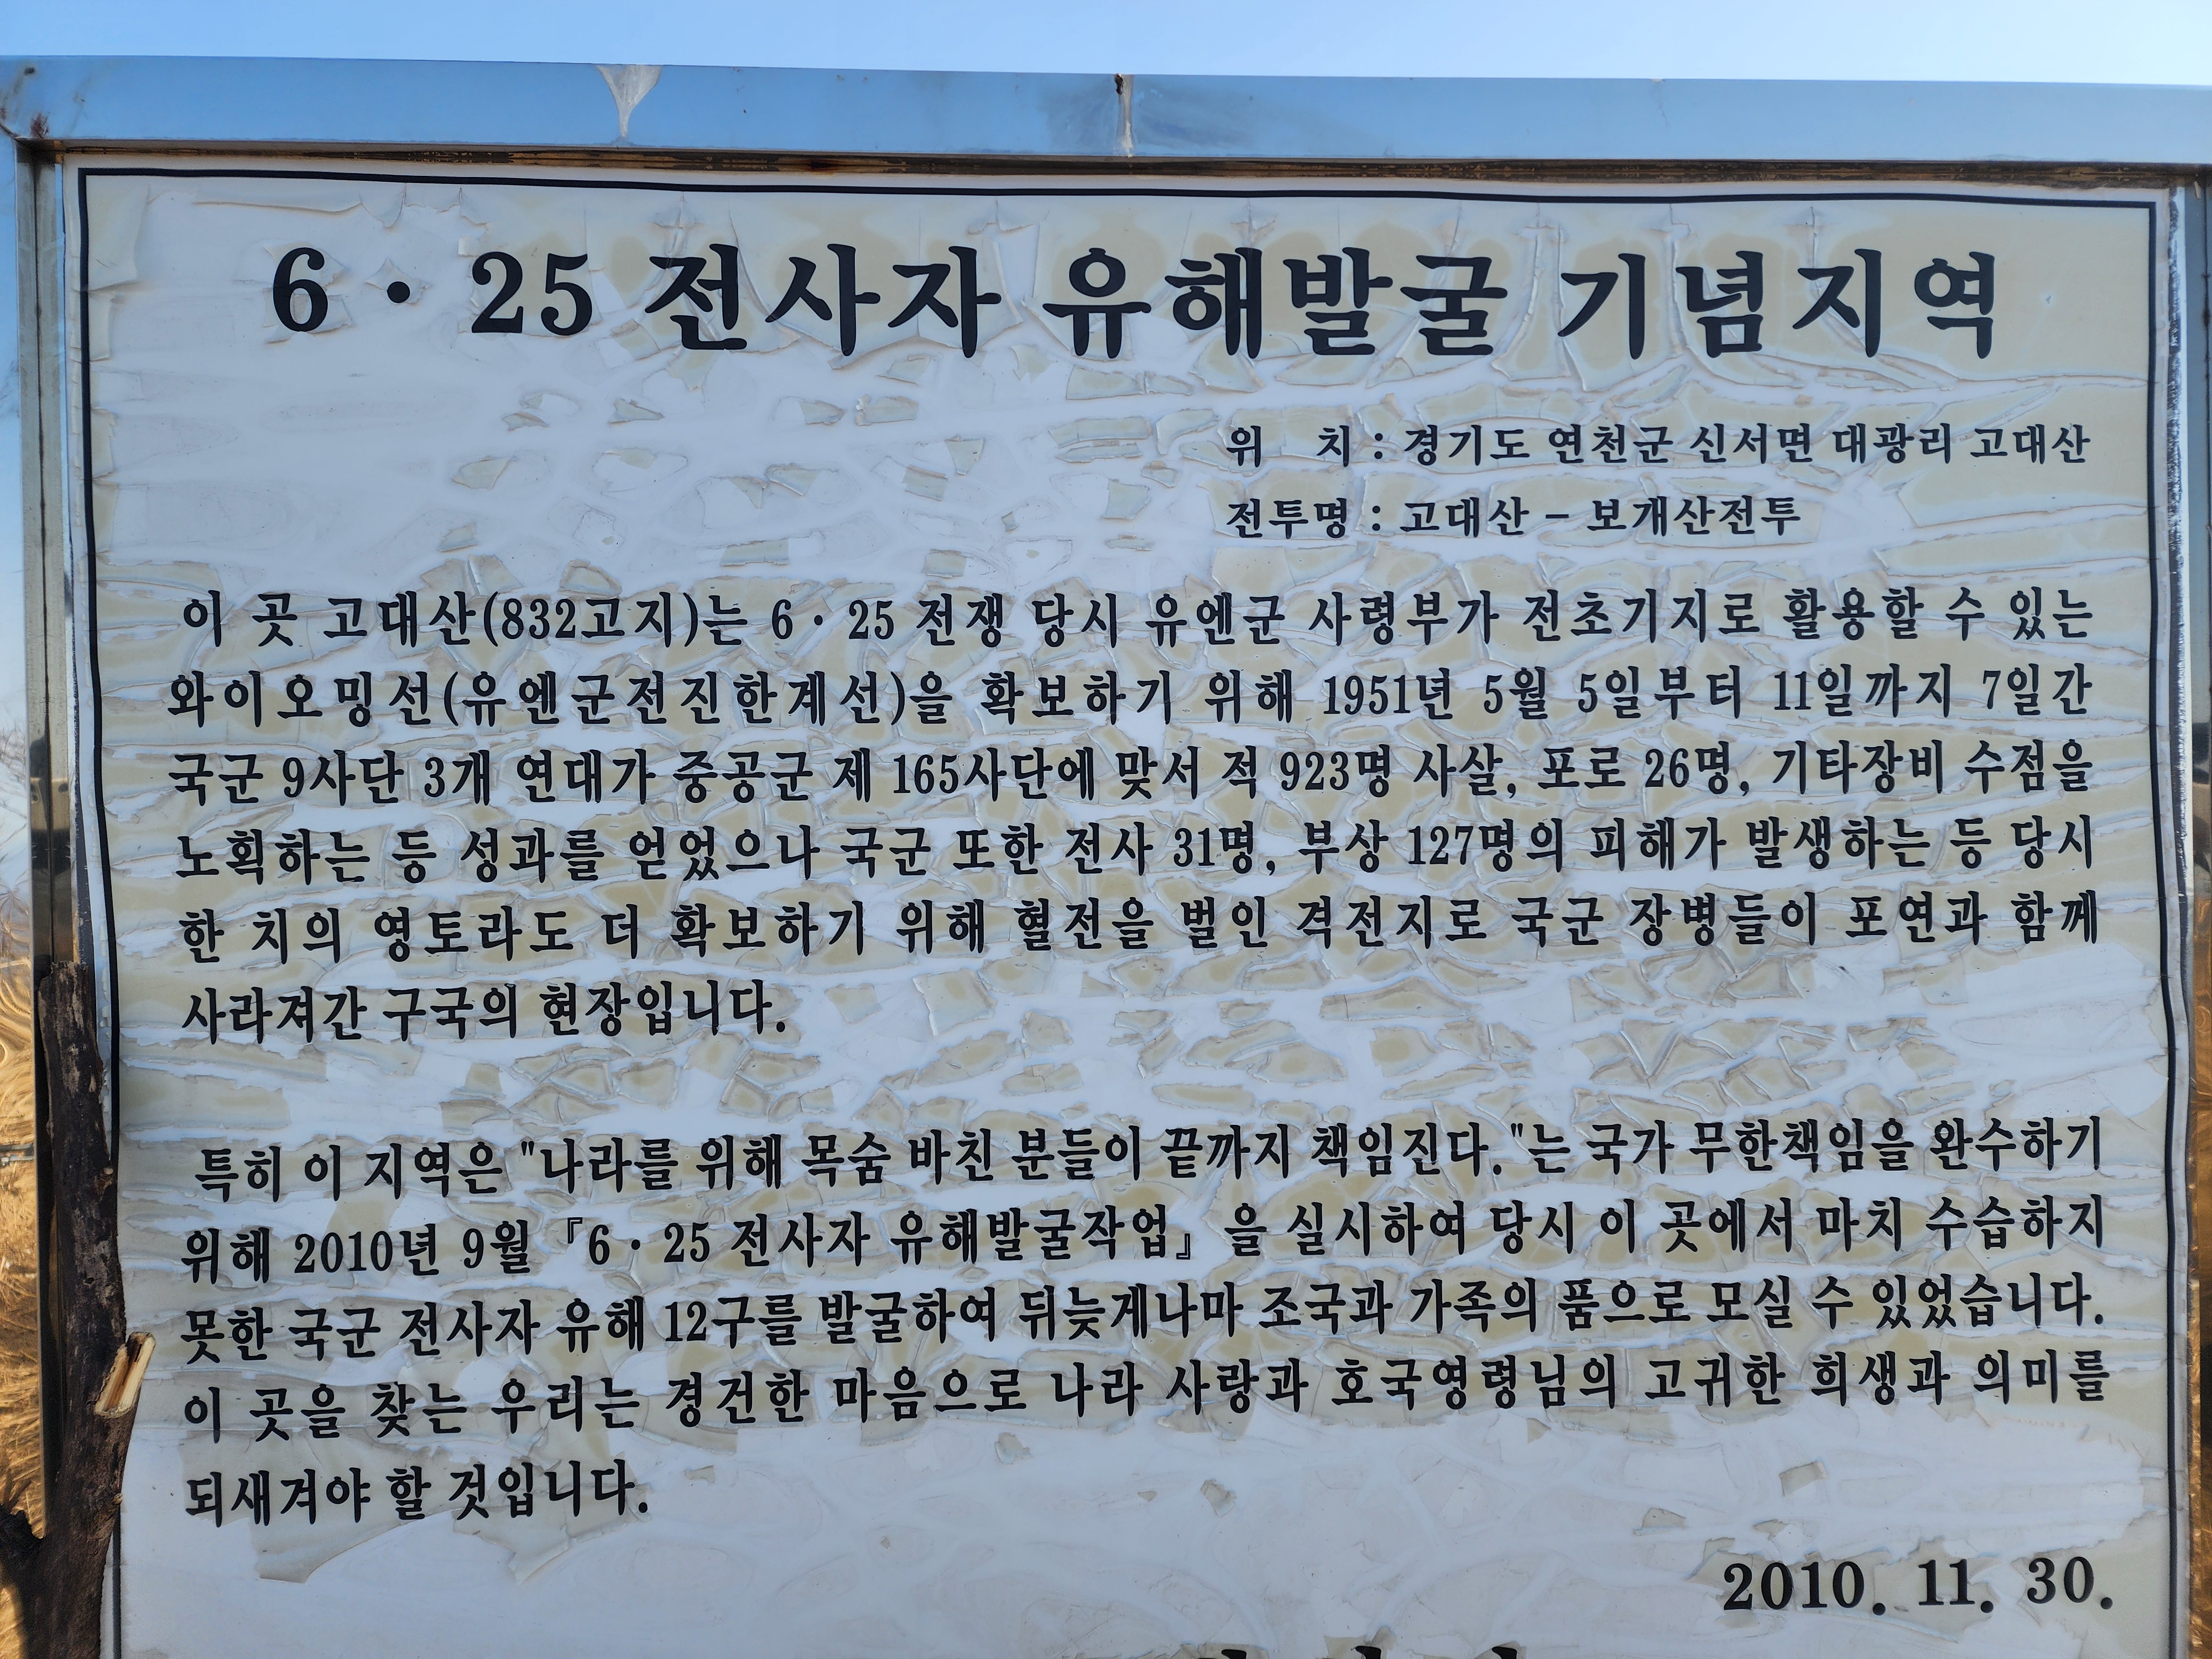 6 · 25 전사자 유해발굴 기념지역
위 치 : 경기도 연천군 신서면 대광리 고대산
전투명 : 고대산 – 보개산전투
이 곳 고대산(832고지)는 6 · 25 전쟁 당시 유엔군 사령부가 전초기지로 활용할 수 있는
와이오밍선(유엔군전진한계선)을 확보하기 위해 1951년 5월 5일부터 11일까지 7일간
국군 9사단 3개 연대가 중공군 제 165사단에 맞서 적 923명 사살, 포로 26명, 기타장비 수점을
노획하는 등 성과를 얻었으나 국군 또한 전사 31명, 부상 127명의 피해가 발생하는 등 당시
한 치의 영토라도 더 확보하기 위해 혈전을 벌인 격전지로 국군 장병들이 포연과 함께
사라져간 구국의 현장입니다.
특히 이 지역은 "나라를 위해 목숨 바친 분들이 끝까지 책임진다."는 국가 무한책임을 완수하기
위해 2010년 9월 『6 · 25 전사자 유해발굴작업』 을 실시하여 당시 이 곳에서 마치 수습하지
못한 국군 전사자 유해 12구를 발굴하여 뒤늦게나마 조국과 가족의 품으로 모실 수 있었습니다.
이 곳을 찾는 우리는 경건한 마음으로 나라 사랑과 호국영령님의 고귀한 희생과 의미를
되새겨야 할 것입니다.
2010. 11. 30.